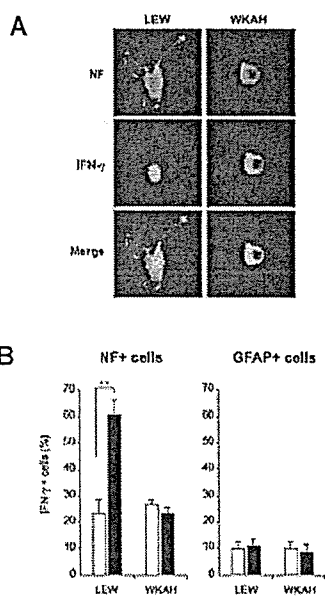 A
LEW WKAH
NF
IFN-γ
Merge
B
NF+ cells GFAP+ cells
IFN-γ+ cells (%)
70 70
**
60 60
50 50
40 40
30 30
20 20
10 10
0 0
LEW WKAH LEW WKAH